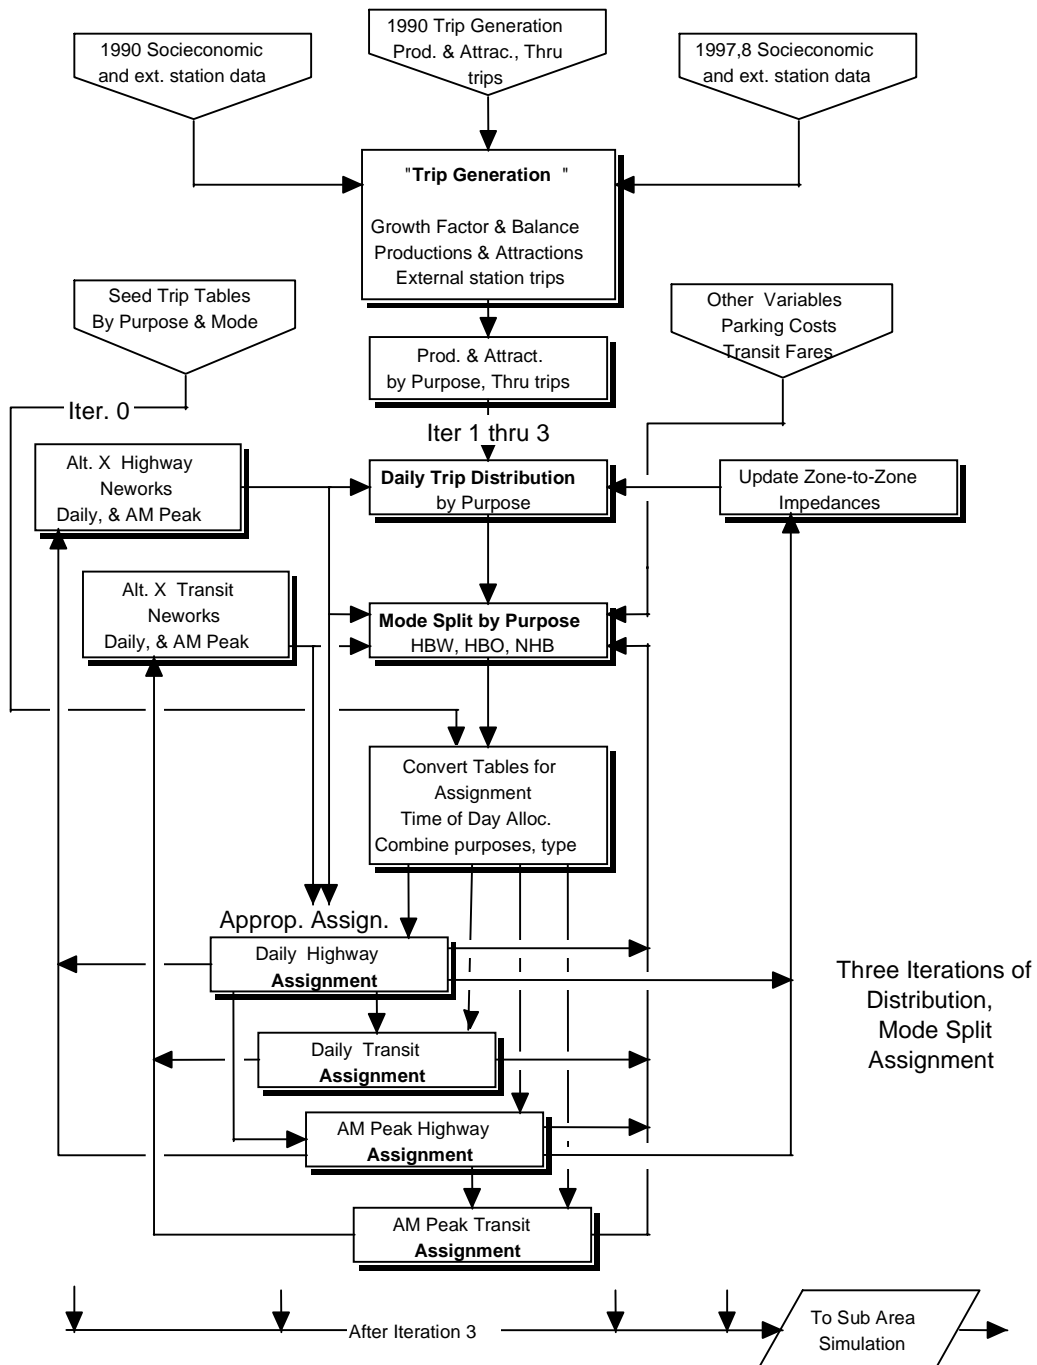 1990 Socieconomic
and ext. station data
1990 Trip Generation
Prod. & Attrac., Thru
trips
1997,8 Socieconomic
and ext. station data
"Trip Generation "
Growth Factor & Balance
Productions & Attractions
External station trips
Seed Trip Tables
By Purpose & Mode
Other Variables
Parking Costs
Transit Fares
Prod. & Attract.
by Purpose, Thru trips
Iter. 0
Iter 1 thru 3
Alt. X Highway
Neworks
Daily, & AM Peak
Daily Trip Distribution
by Purpose
Update Zone-to-Zone
Impedances
Alt. X Transit
Neworks
Daily, & AM Peak
Mode Split by Purpose
HBW, HBO, NHB
Convert Tables for
Assignment
Time of Day Alloc.
Combine purposes, type
Approp. Assign.
Daily Highway
Assignment
Three Iterations of
Distribution,
Mode Split
Assignment
Daily Transit
Assignment
AM Peak Highway
Assignment
AM Peak Transit
Assignment
After Iteration 3
To Sub Area
Simulation